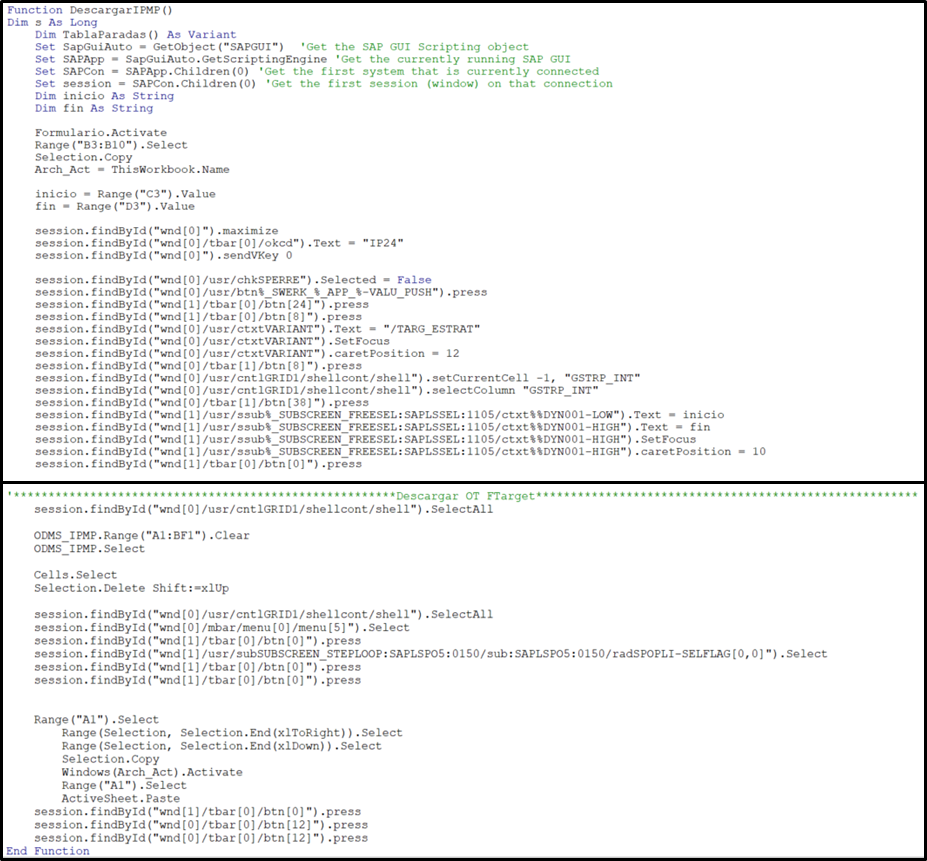 Function DescargarIPMP()
Dim s As Long
    Dim TablaParadas() As Variant
    Set SapGuiAuto = GetObject("SAPGUI")  'Get the SAP GUI Scripting object
    Set SAPApp = SapGuiAuto.GetScriptingEngine 'Get the currently running SAP GUI
    Set SAPCon = SAPApp.Children(0) 'Get the first system that is currently connected
    Set session = SAPCon.Children(0) 'Get the first session (window) on that connection
    Dim inicio As String
    Dim fin As String
    Formulario.Activate
    Range("B3:B10").Select
    Selection.Copy
    Arch_Act = ThisWorkbook.Name
    inicio = Range("C3").Value
    fin = Range("D3").Value
    session.findById("wnd[0]").maximize
    session.findById("wnd[0]/tbar[0]/okcd").Text = "IP24"
    session.findById("wnd[0]").sendVKey 0
    session.findById("wnd[0]/usr/chkSPERRE").Selected = False
    session.findById("wnd[0]/usr/btn%_SWERK_%_APP_%-VALU_PUSH").press
    session.findById("wnd[1]/tbar[0]/btn[24]").press
    session.findById("wnd[1]/tbar[0]/btn[8]").press
    session.findById("wnd[0]/usr/ctxtVARIANT").Text = "/TARG_ESTRAT"
    session.findById("wnd[0]/usr/ctxtVARIANT").SetFocus
    session.findById("wnd[0]/usr/ctxtVARIANT").caretPosition = 12
    session.findById("wnd[0]/tbar[1]/btn[8]").press
    session.findById("wnd[0]/usr/cntlGRID1/shellcont/shell").setCurrentCell -1, "GSTRP_INT"
    session.findById("wnd[0]/usr/cntlGRID1/shellcont/shell").selectColumn "GSTRP_INT"
    session.findById("wnd[0]/tbar[1]/btn[38]").press
    session.findById("wnd[1]/usr/ssub%_SUBSCREEN_FREESEL:SAPLSSEL:1105/ctxt%%DYN001-LOW").Text = inicio
    session.findById("wnd[1]/usr/ssub%_SUBSCREEN_FREESEL:SAPLSSEL:1105/ctxt%%DYN001-HIGH").Text = fin
    session.findById("wnd[1]/usr/ssub%_SUBSCREEN_FREESEL:SAPLSSEL:1105/ctxt%%DYN001-HIGH").SetFocus
    session.findById("wnd[1]/usr/ssub%_SUBSCREEN_FREESEL:SAPLSSEL:1105/ctxt%%DYN001-HIGH").caretPosition = 10
    session.findById("wnd[1]/tbar[0]/btn[0]").press
'*******************************************************Descargar OT FTarget*******************************************************
    session.findById("wnd[0]/usr/cntlGRID1/shellcont/shell").SelectAll
    ODMS_IPMP.Range("A1:BF1").Clear
    ODMS_IPMP.Select
    Cells.Select
    Selection.Delete Shift:=xlUp
    session.findById("wnd[0]/usr/cntlGRID1/shellcont/shell").SelectAll
    session.findById("wnd[0]/mbar/menu[0]/menu[5]").Select
    session.findById("wnd[1]/tbar[0]/btn[0]").press
    session.findById("wnd[1]/usr/subSUBSCREEN_STEPLOOP:SAPLSPO5:0150/sub:SAPLSPO5:0150/radSPOPLI-SELFLAG[0,0]").Select
    session.findById("wnd[1]/tbar[0]/btn[0]").press
    session.findById("wnd[1]/tbar[0]/btn[0]").press
    Range("A1").Select
        Range(Selection, Selection.End(xlToRight)).Select
        Range(Selection, Selection.End(xlDown)).Select
        Selection.Copy
        Windows(Arch_Act).Activate
        Range("A1").Select
        ActiveSheet.Paste
    session.findById("wnd[1]/tbar[0]/btn[0]").press
    session.findById("wnd[0]/tbar[0]/btn[12]").press
    session.findById("wnd[0]/tbar[0]/btn[12]").press
End Function